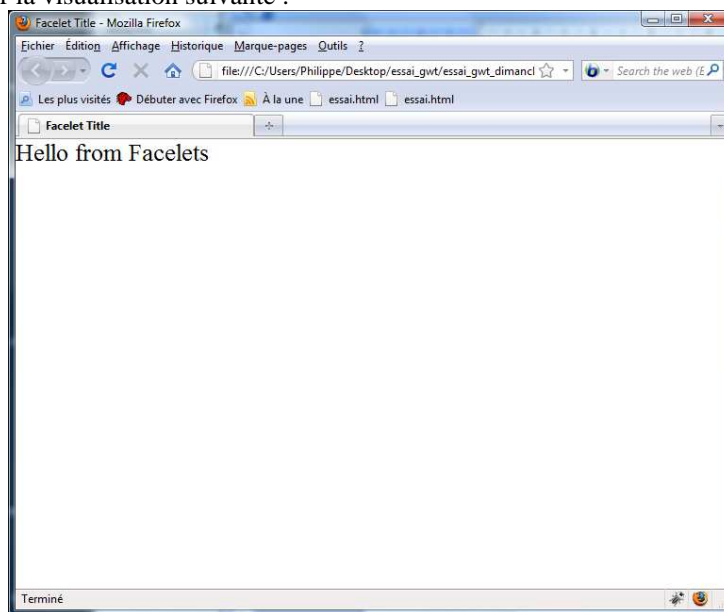 la visualisation suivante :
Facelet Title - Mozilla Firefox
Eichier Édition Affichage Historique Marque-pages Outils ?
file:///C:/Users/Philippe/Desktop/essai_gwt/essai_gwt_dimancl
Search the web (E
Les plus visités Débuter avec Firefox À la une essai.html essai.html
Facelet Title
Hello from Facelets
Terminé